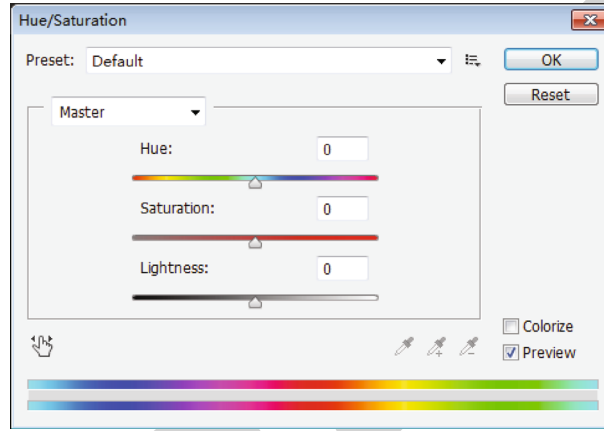 Hue/Saturation
Preset: Default
OK
Reset
Master
Hue: 0
Saturation: 0
Lightness: 0
Colorize
Preview